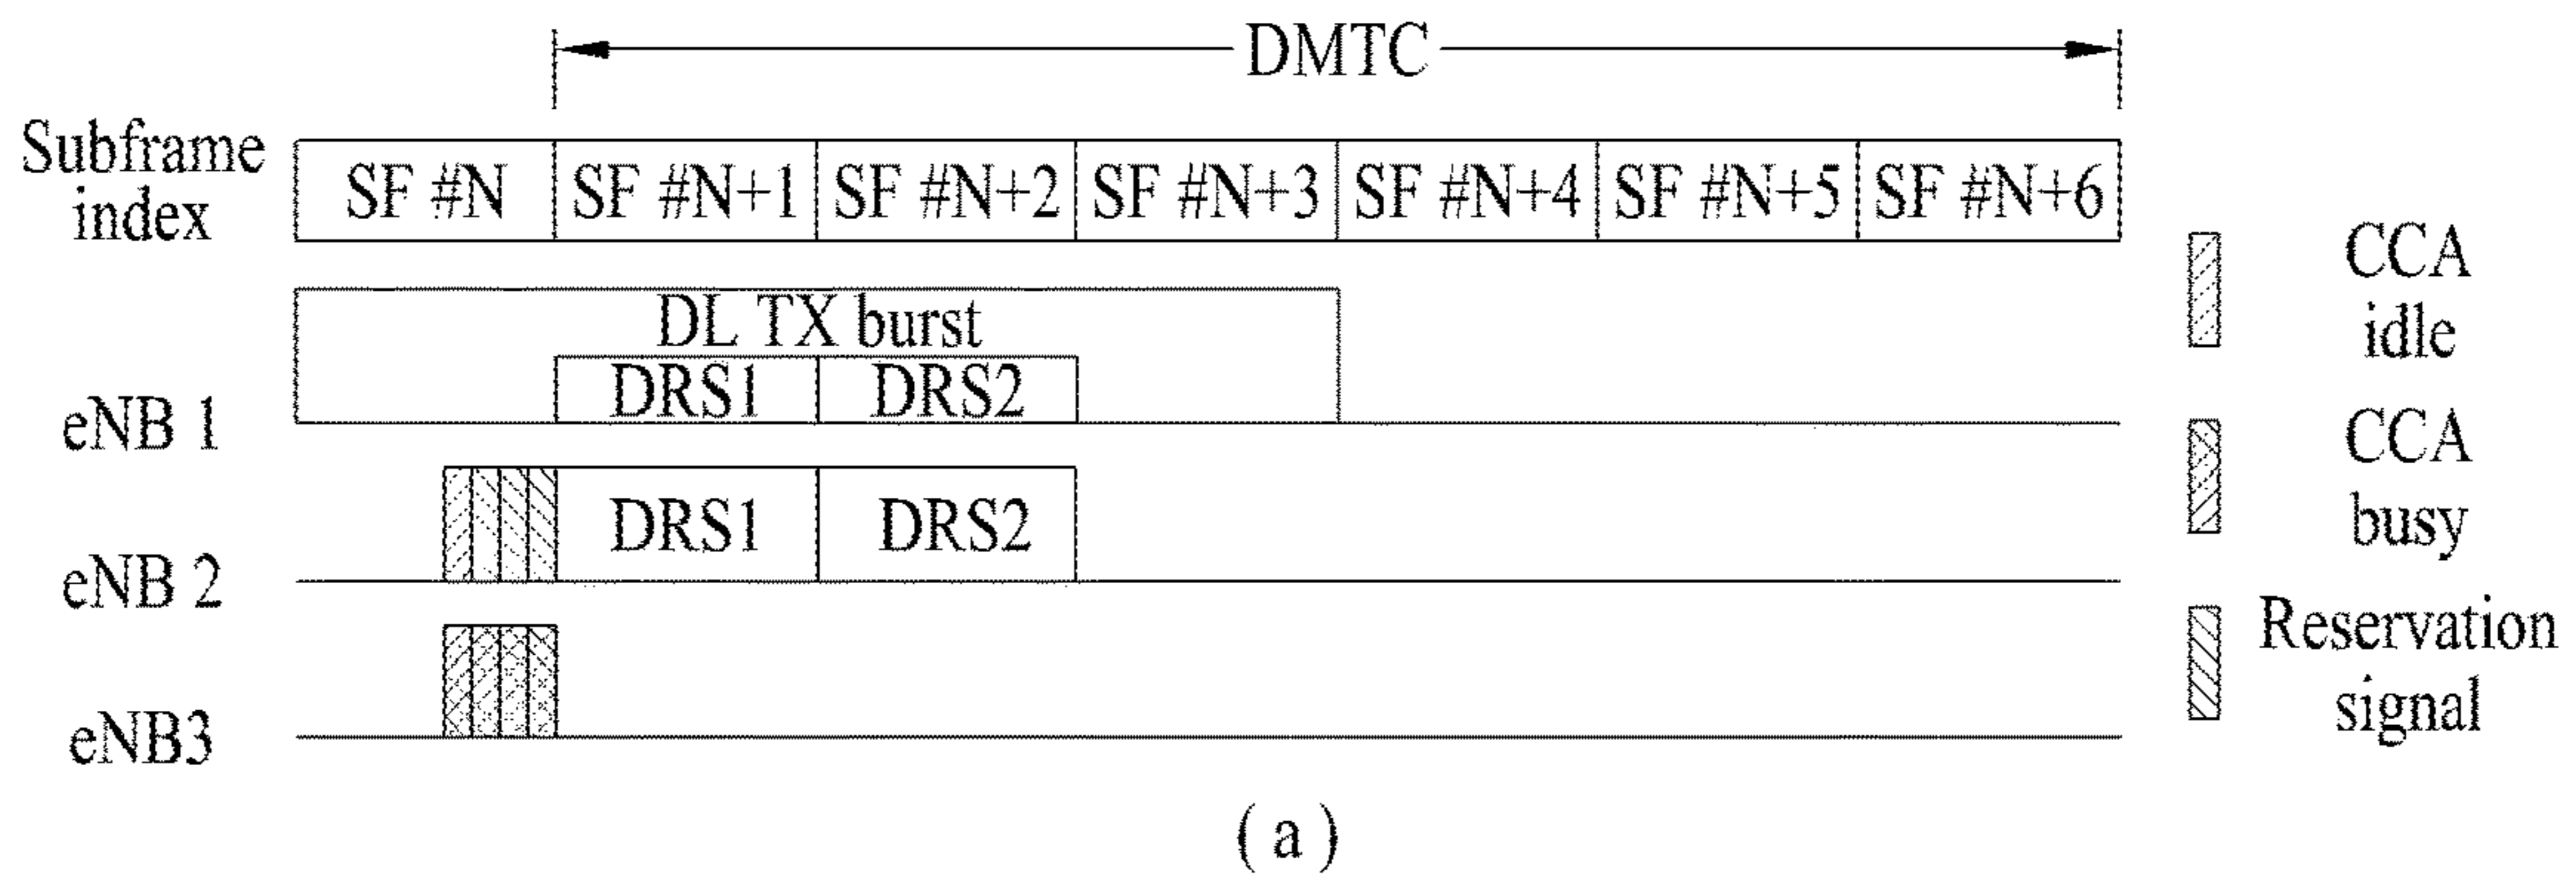 DMTC
Subframe
index
SF #N SF #N+1 SF #N+2 SF #N+3 SF #N+4 SF #N+5 SF #N+6
DL TX burst
DRS1 DRS2
eNB 1
DRS1 DRS2
eNB 2
eNB3
CCA
idle
CCA
busy
Reservation
signal
( a )